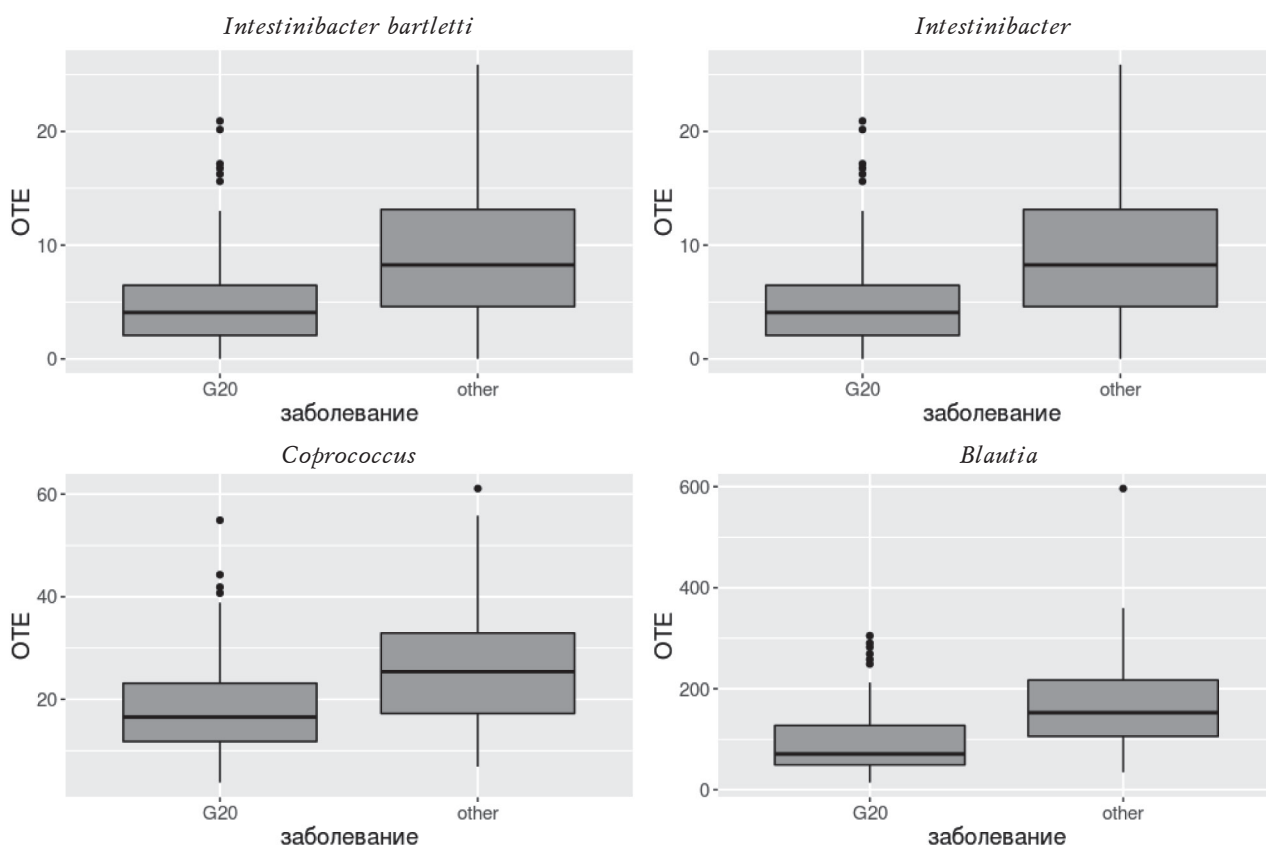 Intestinibacter bartletti
OTE
20
10
0
G20 other
заболевание
Intestinibacter
OTE
20
10
0
G20 other
заболевание
Coprococcus
OTE
60
40
20
G20 other
заболевание
Blautia
OTE
600
400
200
0
G20 other
заболевание